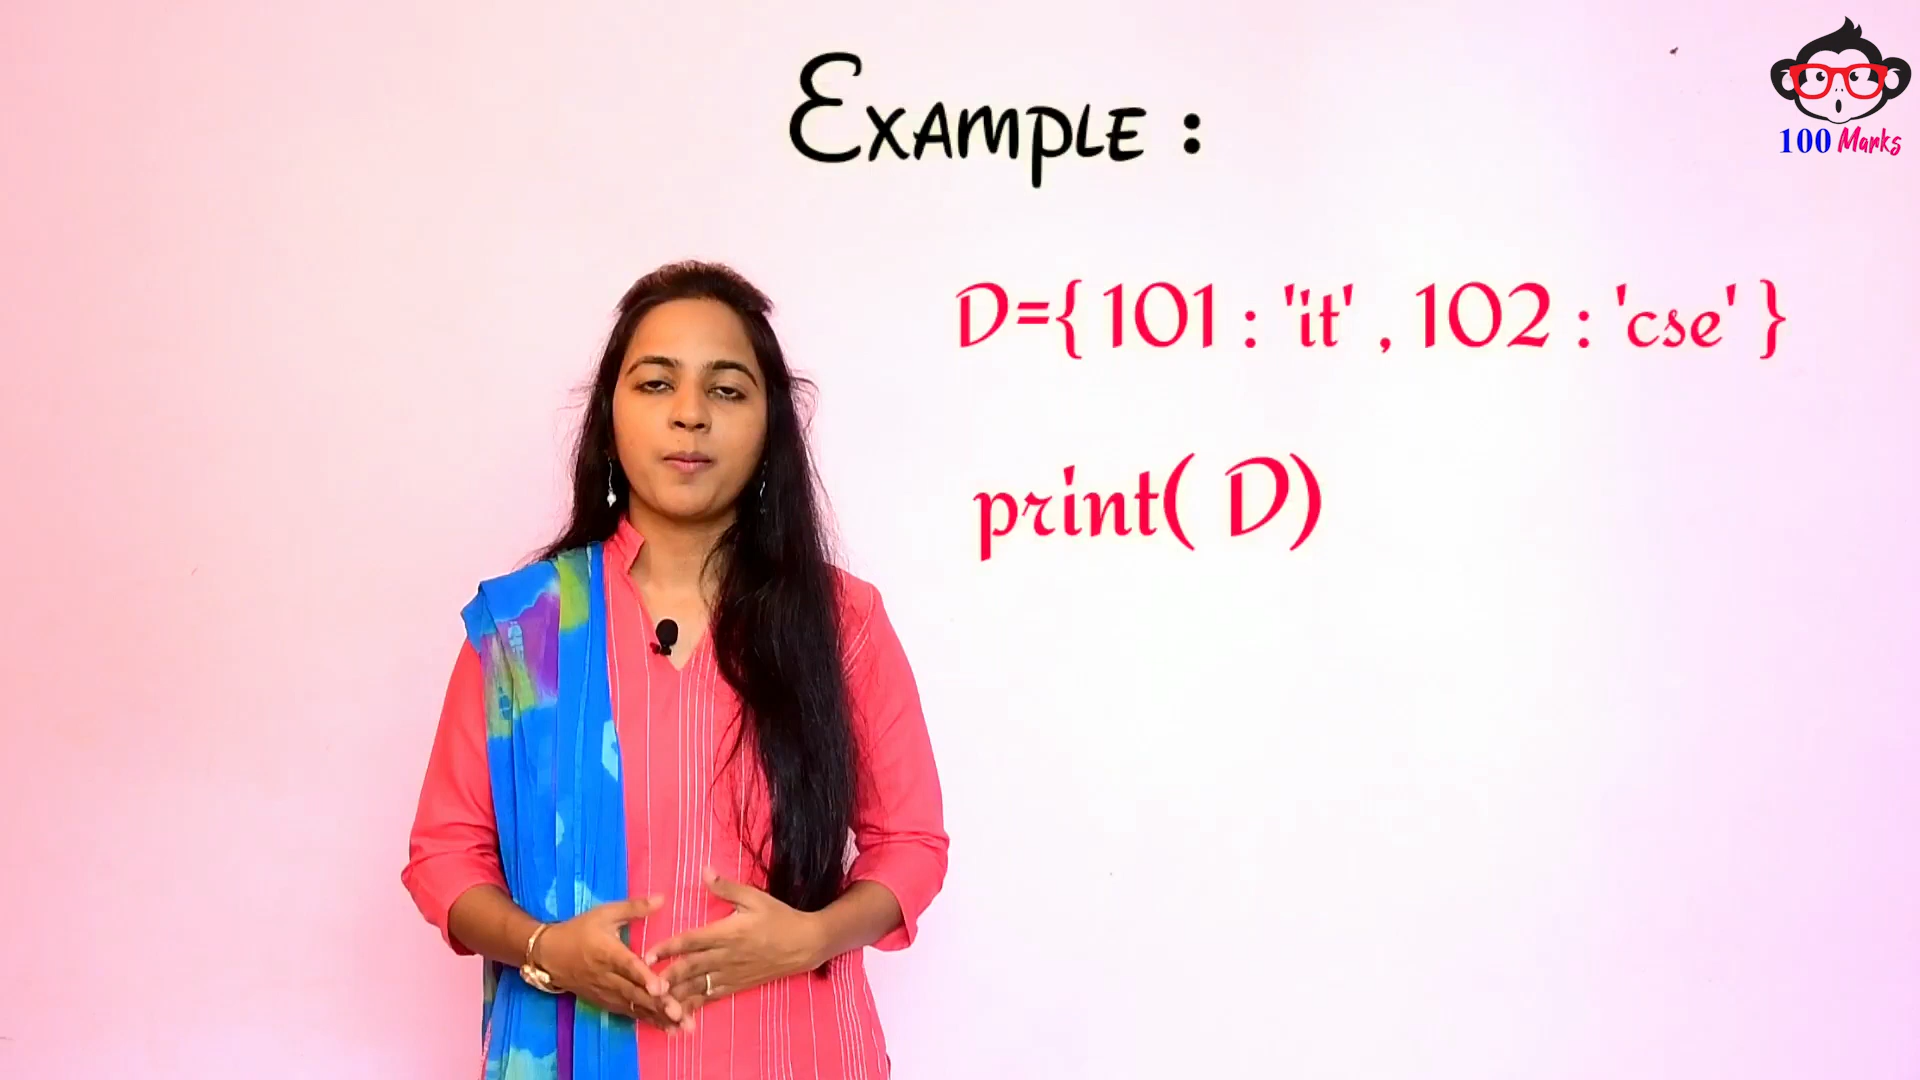 Example :
100 Marks
D={ 101 : 'it' , 102 : 'cse' }
print( D)